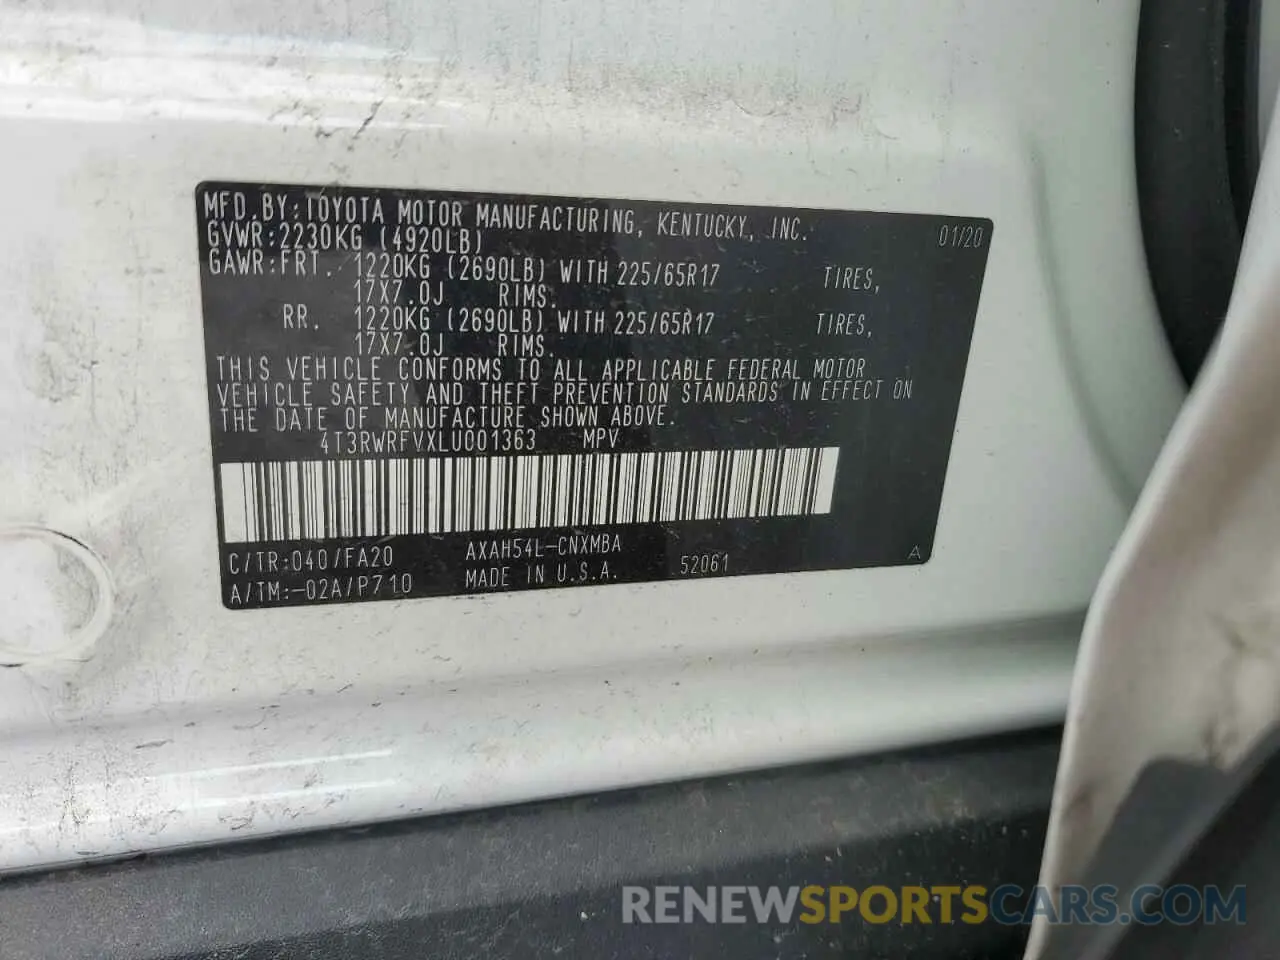 MFD.BY:TOYOTA MOTOR MANUFACTURING, KENTUCKY, INC. 01/20
GVWR:2230KG (4920LB)
GAWR:FRT. 1220KG (2690LB) WITH 225/65R17 TIRES,
17X7.0J RIMS.
RR. 1220KG (2690LB) WITH 225/65R17 TIRES,
17X7.0J RIMS.
THIS VEHICLE CONFORMS TO ALL APPLICABLE FEDERAL MOTOR
VEHICLE SAFETY AND THEFT PREVENTION STANDARDS IN EFFECT ON
THE DATE OF MANUFACTURE SHOWN ABOVE.
4T3RWRFVXLU001363 MPV
C/TR:040/FA20 AXAH54L-CNXMBA
A/TM:-02A/P710 MADE IN U.S.A. 52061 A
RENEWSPORTSCARS.COM